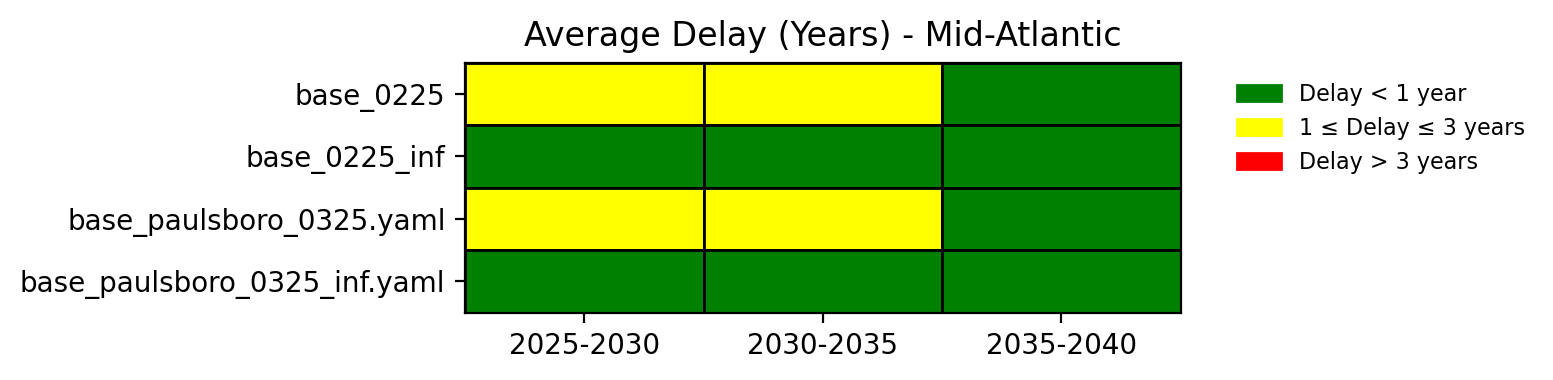 Average Delay (Years) - Mid-Atlantic
base_0225
base_0225_inf
base_paulsboro_0325.yaml
base_paulsboro_0325_inf.yaml
2025-2030 2030-2035 2035-2040
Delay < 1 year
1 ≤ Delay ≤ 3 years
Delay > 3 years